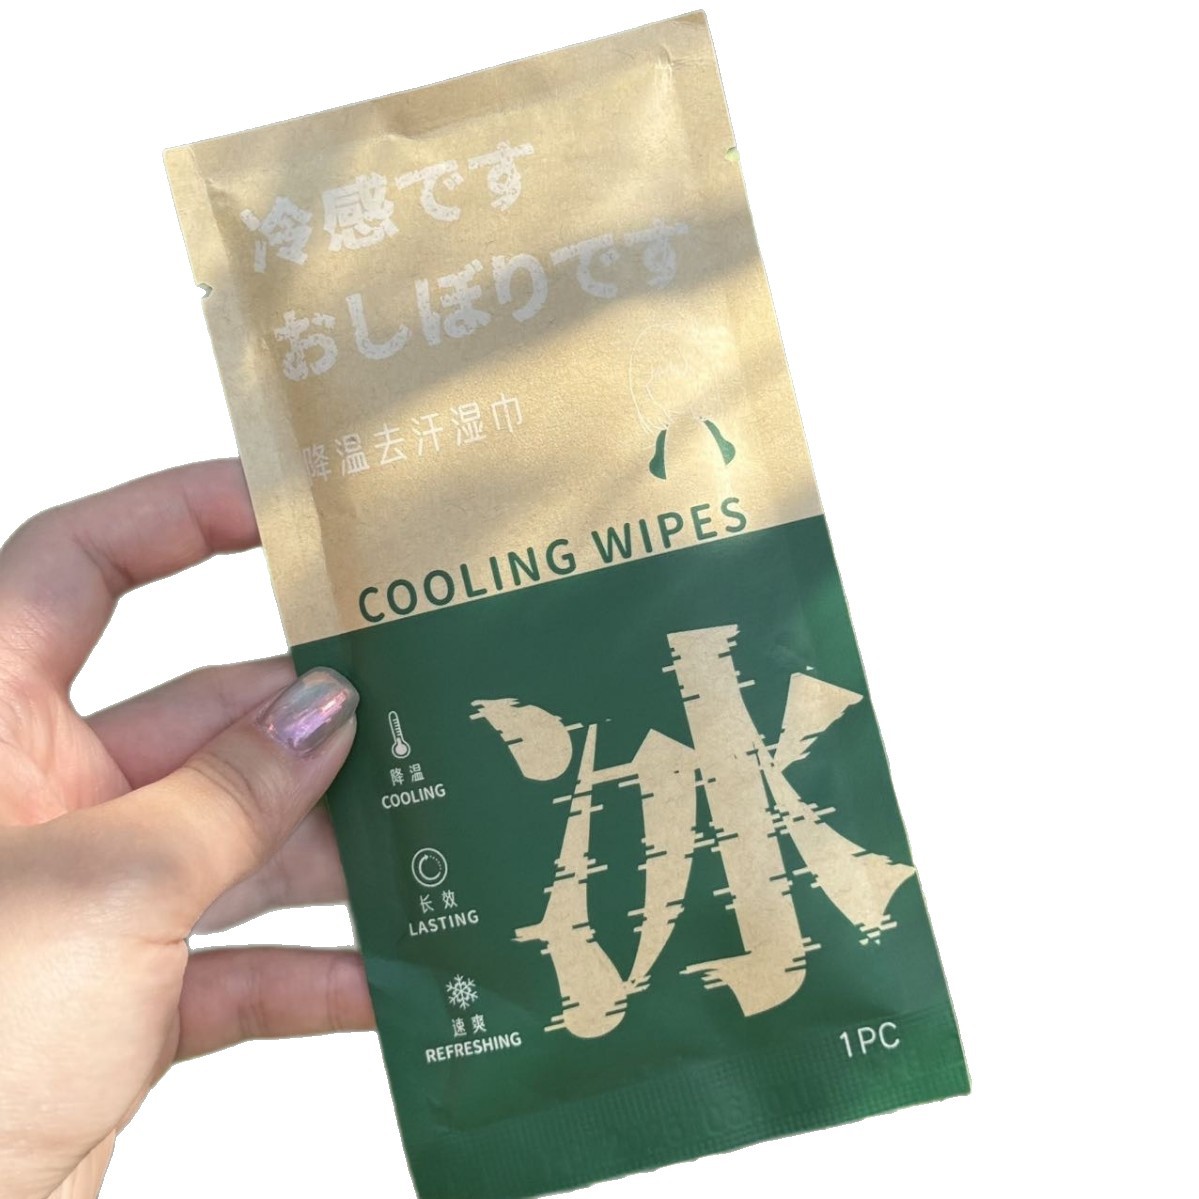 冷感です
おしぼりです
降温去汗湿巾
COOLING WIPES
冰
降温
COOLING
长效
LASTING
速爽
REFRESHING
1PC